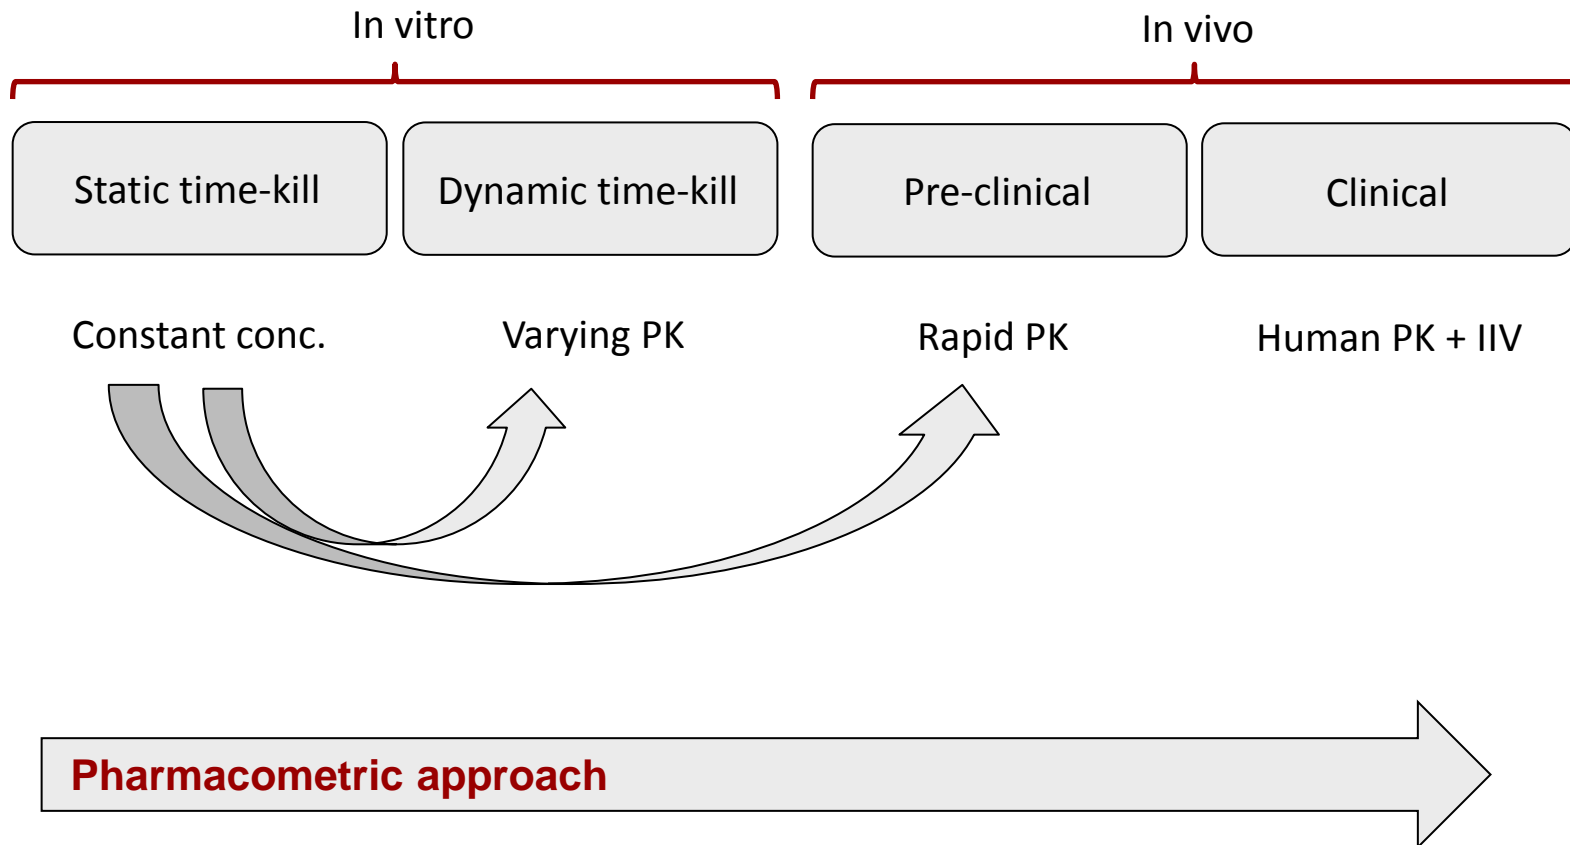 In vitro
In vivo
Static time-kill
Dynamic time-kill
Pre-clinical
Clinical
Constant conc.
Varying PK
Rapid PK
Human PK + IIV
Pharmacometric approach